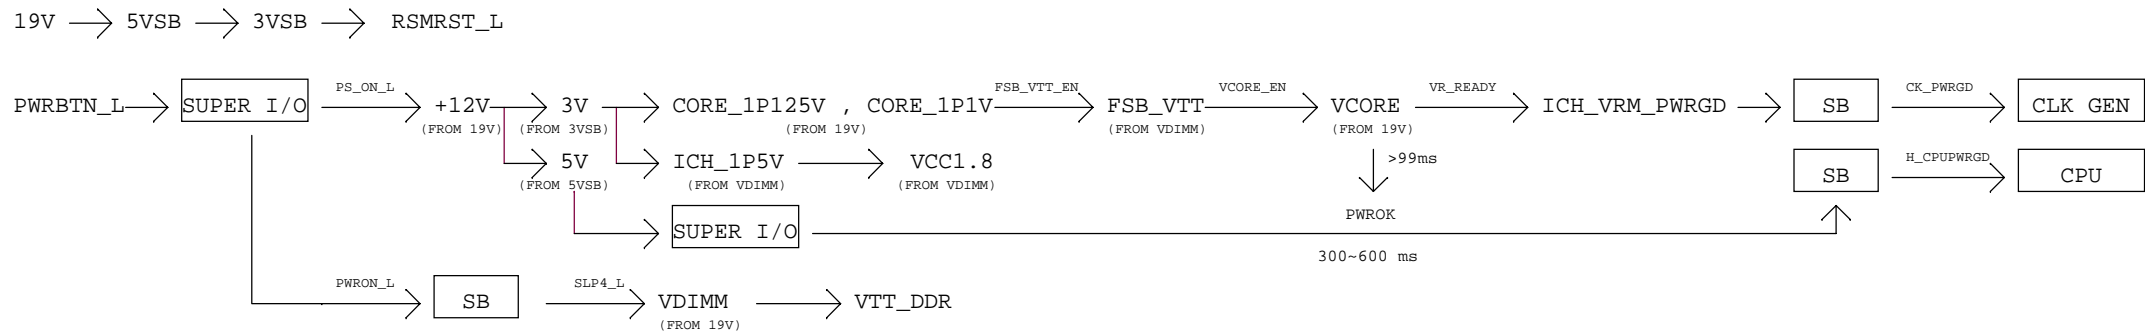 19V 5VSB 3VSB RSMRST_L
PS_ON_L FSB_VTT_EN VCORE_EN VR_READY CK_PWRGD
PWRBTN_L SUPER I/O +12V 3V CORE_1P125V , CORE_1P1V FSB_VTT VCORE ICH_VRM_PWRGD SB CLK GEN
(FROM 19V) (FROM 3VSB) (FROM 19V) (FROM VDIMM) (FROM 19V)
5V ICH_1P5V VCC1.8 >99ms H_CPUPWRGD
SB CPU
(FROM 5VSB) (FROM VDIMM) (FROM VDIMM)
PWROK
SUPER I/O
300~600 ms
PWRON_L SLP4_L
SB VDIMM VTT_DDR
(FROM 19V)